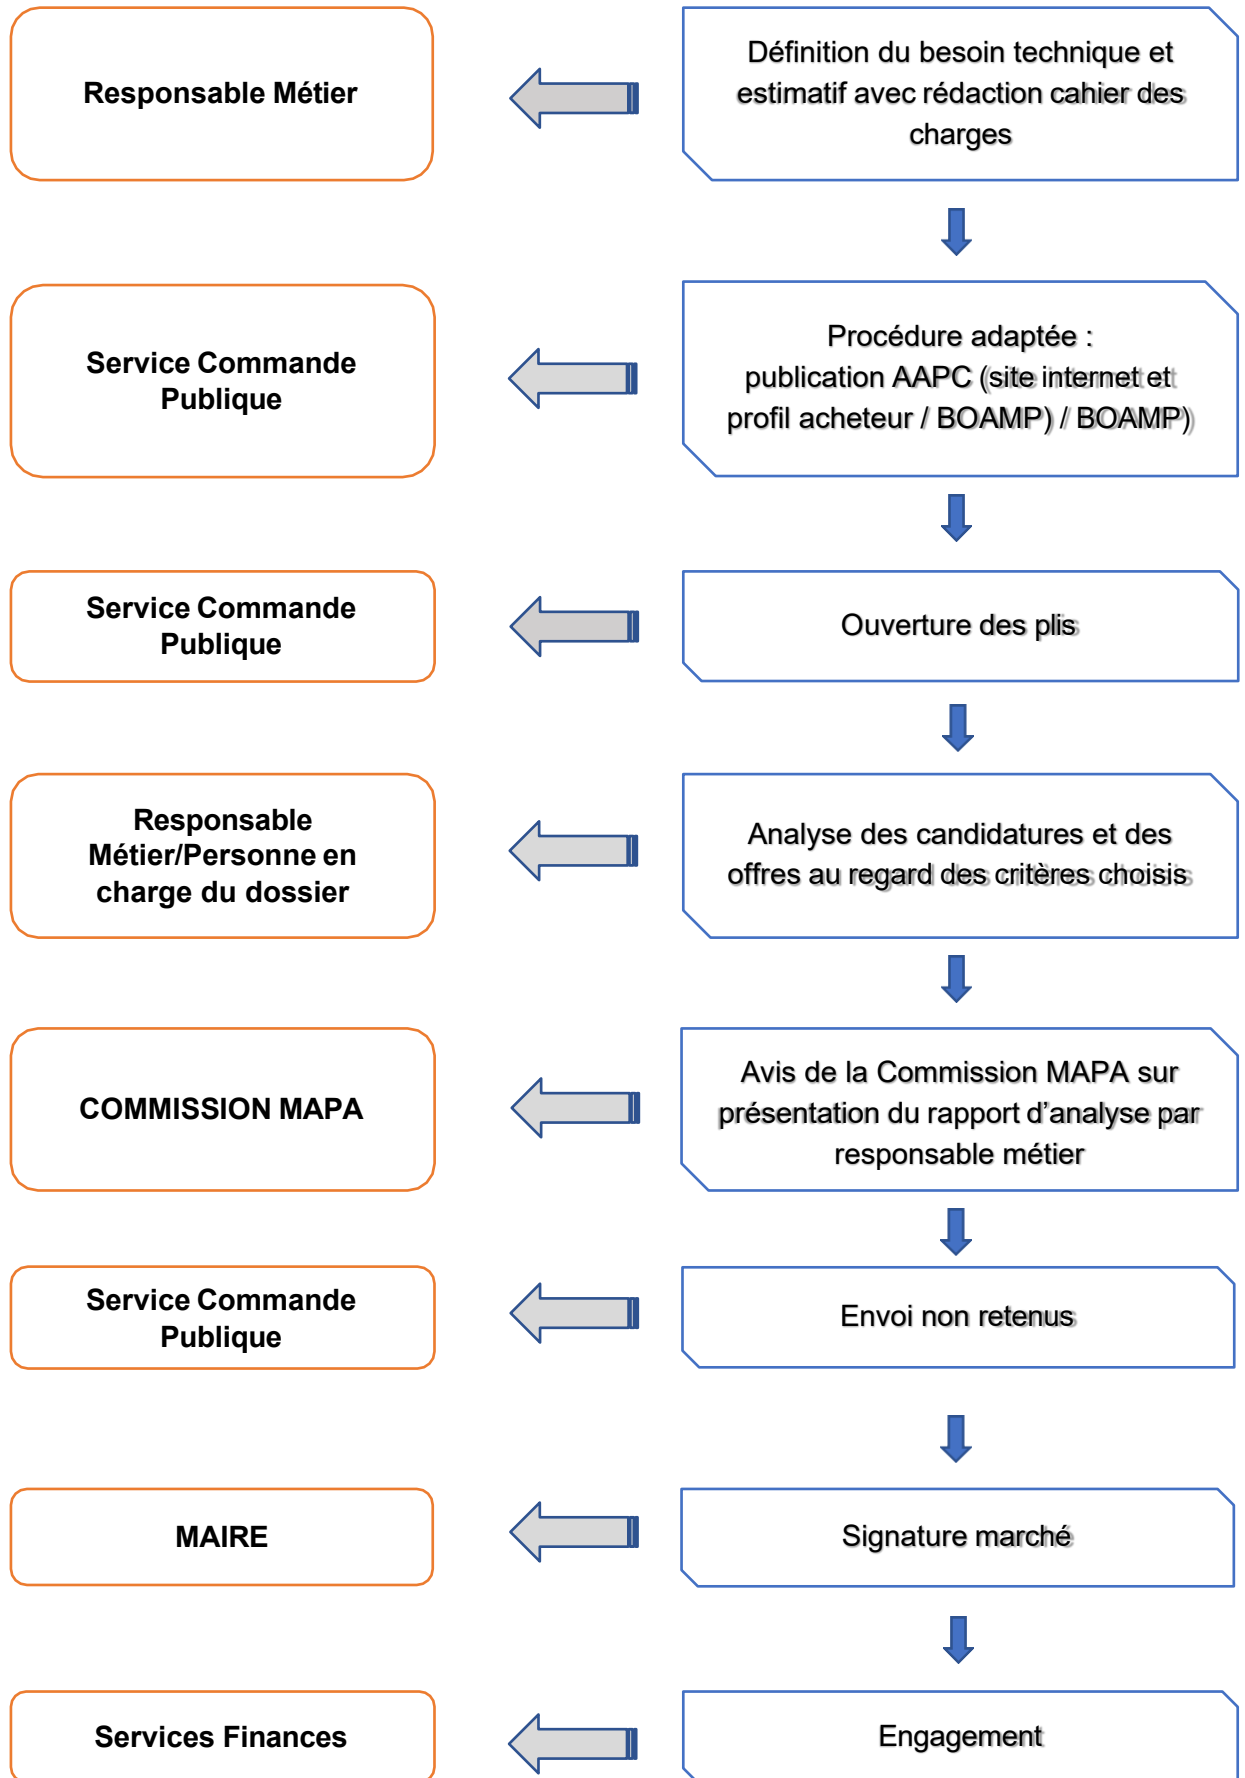 Responsable Métier
Définition du besoin technique et
estimatif avec rédaction cahier des
charges
Service Commande
Publique
Procédure adaptée :
publication AAPC (site internet et
profil acheteur / BOAMP) / BOAMP)
Service Commande
Publique
Ouverture des plis
Responsable
Métier/Personne en
charge du dossier
Analyse des candidatures et des
offres au regard des critères choisis
COMMISSION MAPA
Avis de la Commission MAPA sur
présentation du rapport d’analyse par
responsable métier
Service Commande
Publique
Envoi non retenus
MAIRE
Signature marché
Services Finances
Engagement